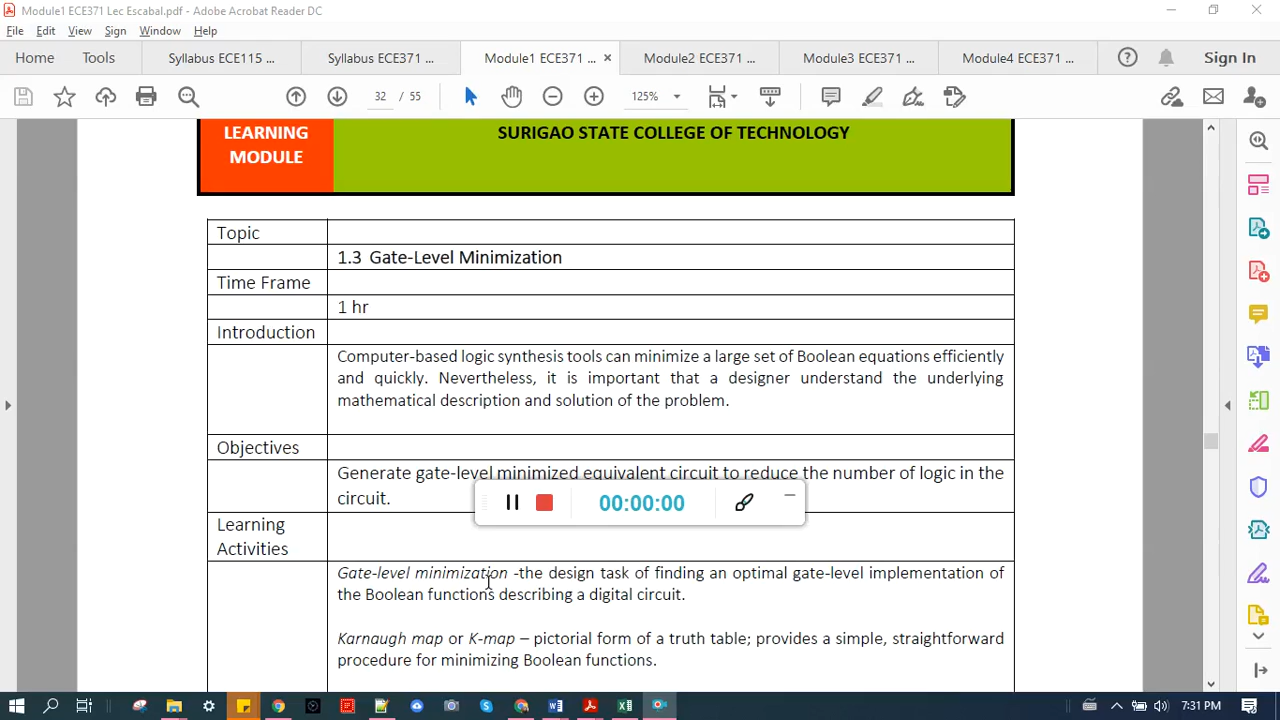 Module1 ECE371 Lec Escabal.pdf - Adobe Acrobat Reader DC
File Edit View Sign Window Help
Home Tools Syllabus ECE115 ... Syllabus ECE371 ... Module1 ECE371 ... × Module2 ECE371 ... Module3 ECE371 ... Module4 ECE371 ... Sign In
32 / 55 125%
LEARNING
MODULE
SURIGAO STATE COLLEGE OF TECHNOLOGY
Topic
1.3 Gate-Level Minimization
Time Frame
1 hr
Introduction
Computer-based logic synthesis tools can minimize a large set of Boolean equations efficiently
and quickly. Nevertheless, it is important that a designer understand the underlying
mathematical description and solution of the problem.
Objectives
Generate gate-level minimized equivalent circuit to reduce the number of logic in the
circuit.
00:00:00
Learning
Activities
Gate-level minimization -the design task of finding an optimal gate-level implementation of
the Boolean functions describing a digital circuit.
Karnaugh map or K-map – pictorial form of a truth table; provides a simple, straightforward
procedure for minimizing Boolean functions.
7:31 PM